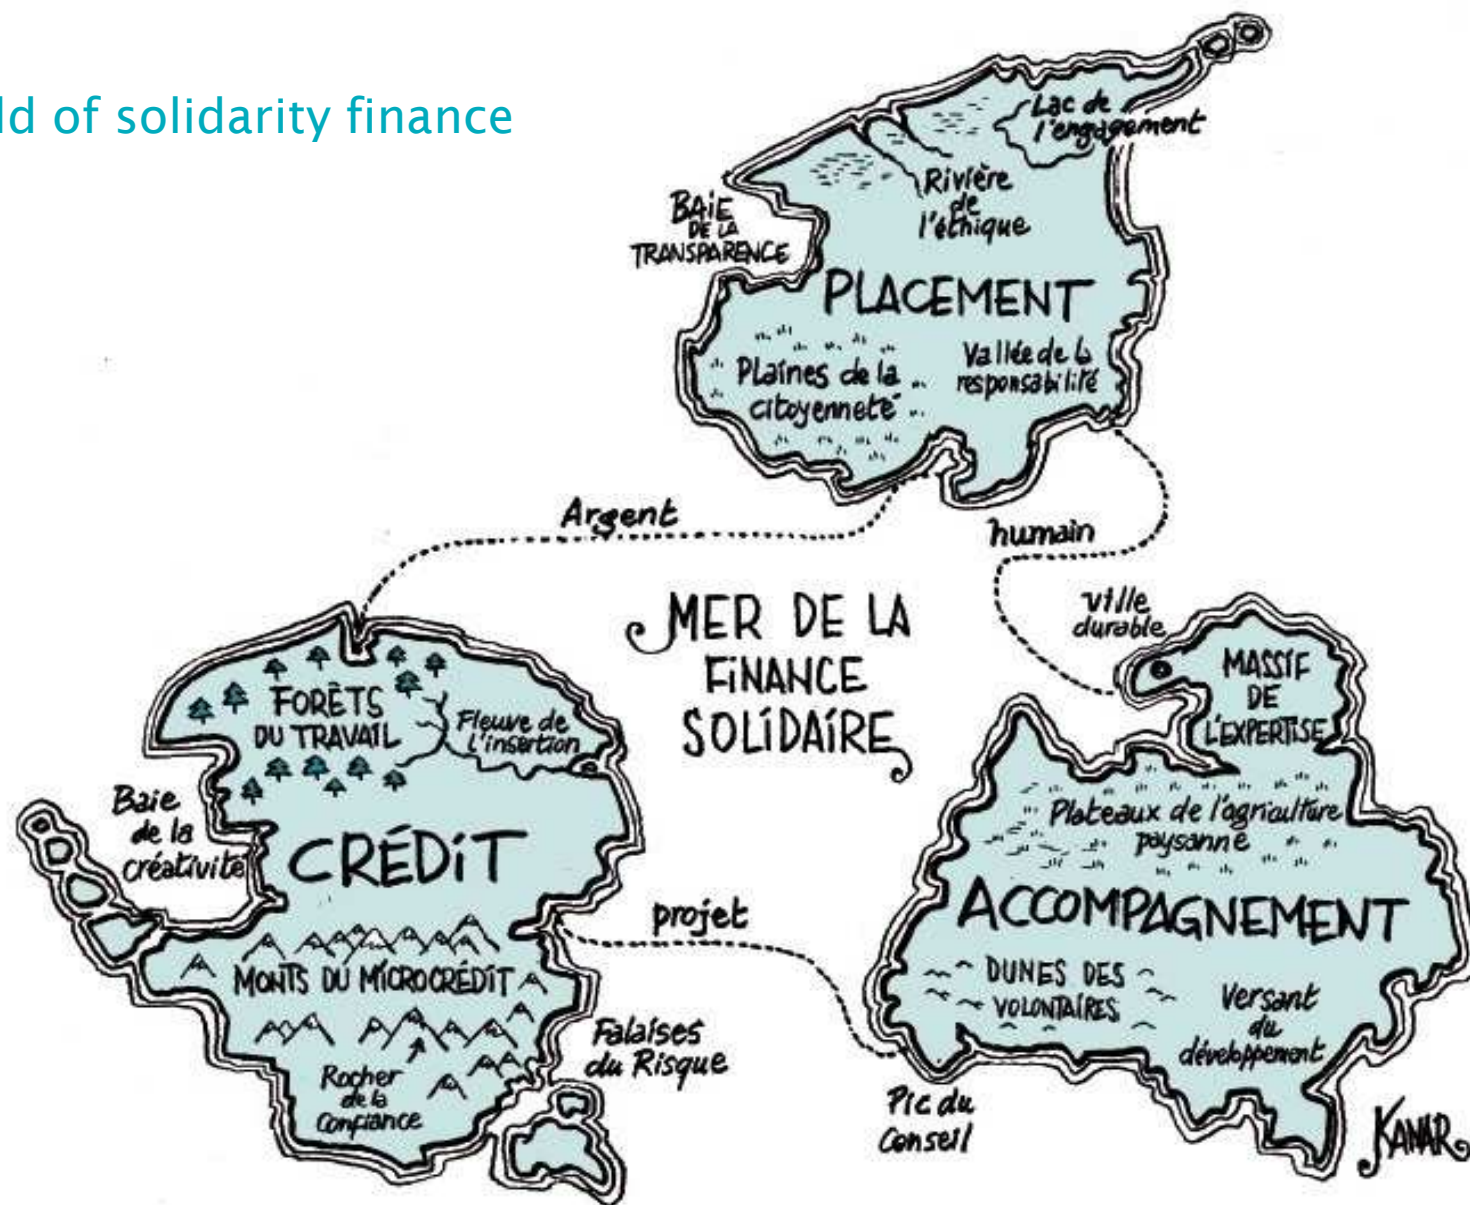 ld of solidarity finance
Lac de
l'engagement
Rivière
de
l'éthique
BAIE
DE LA
TRANSPARENCE
PLACEMENT
Plaines de la
citoyenneté
Vallée de la
responsabilité
Argent
humain
MER DE LA
FINANCE
SOLIDAIRE
ville
durable
MASSIF
DE
L'EXPERTISE
FORÊTS
DU TRAVAIL
Fleuve de
l'insertion
Baie
de la
créativité
CRÉDIT
Plateaux de l'agriculture
paysanne
ACCOMPAGNEMENT
projet
MONTS DU MICROCRÉDIT
DUNES DES
VOLONTAIRES
Versant
du
développement
Rocher
de la
Confiance
Falaises
du Risque
Pic du
Conseil
KANAR